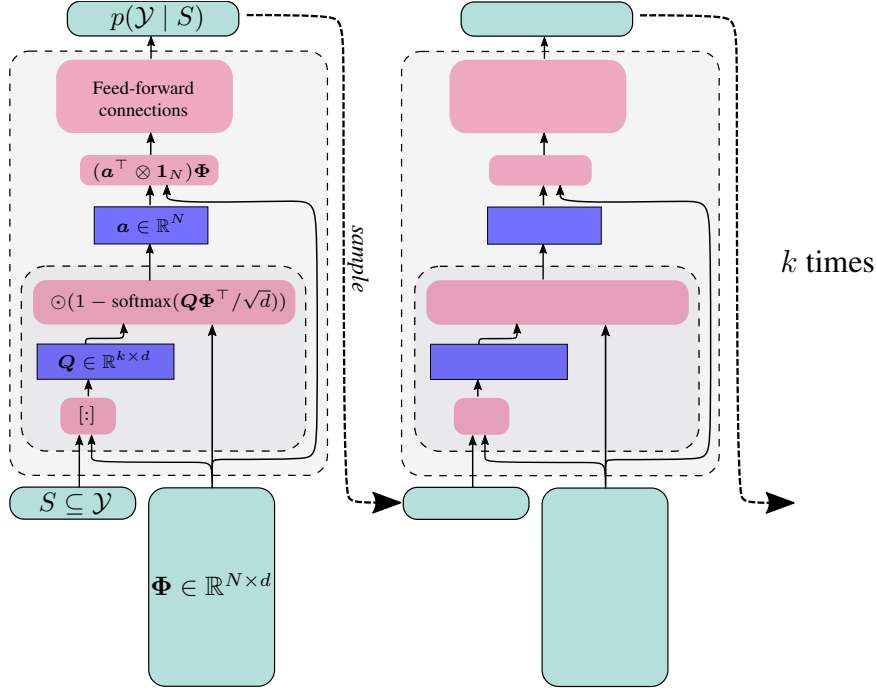 p(𝒴 | S)
Feed-forward
connections
(a⊤ ⊗ 1_N)Φ
a ∈ ℝ^N
⊙(1 − softmax(QΦ⊤/√d))
Q ∈ ℝ^{k×d}
[:]
S ⊆ 𝒴
Φ ∈ ℝ^{N×d}
sample
k times